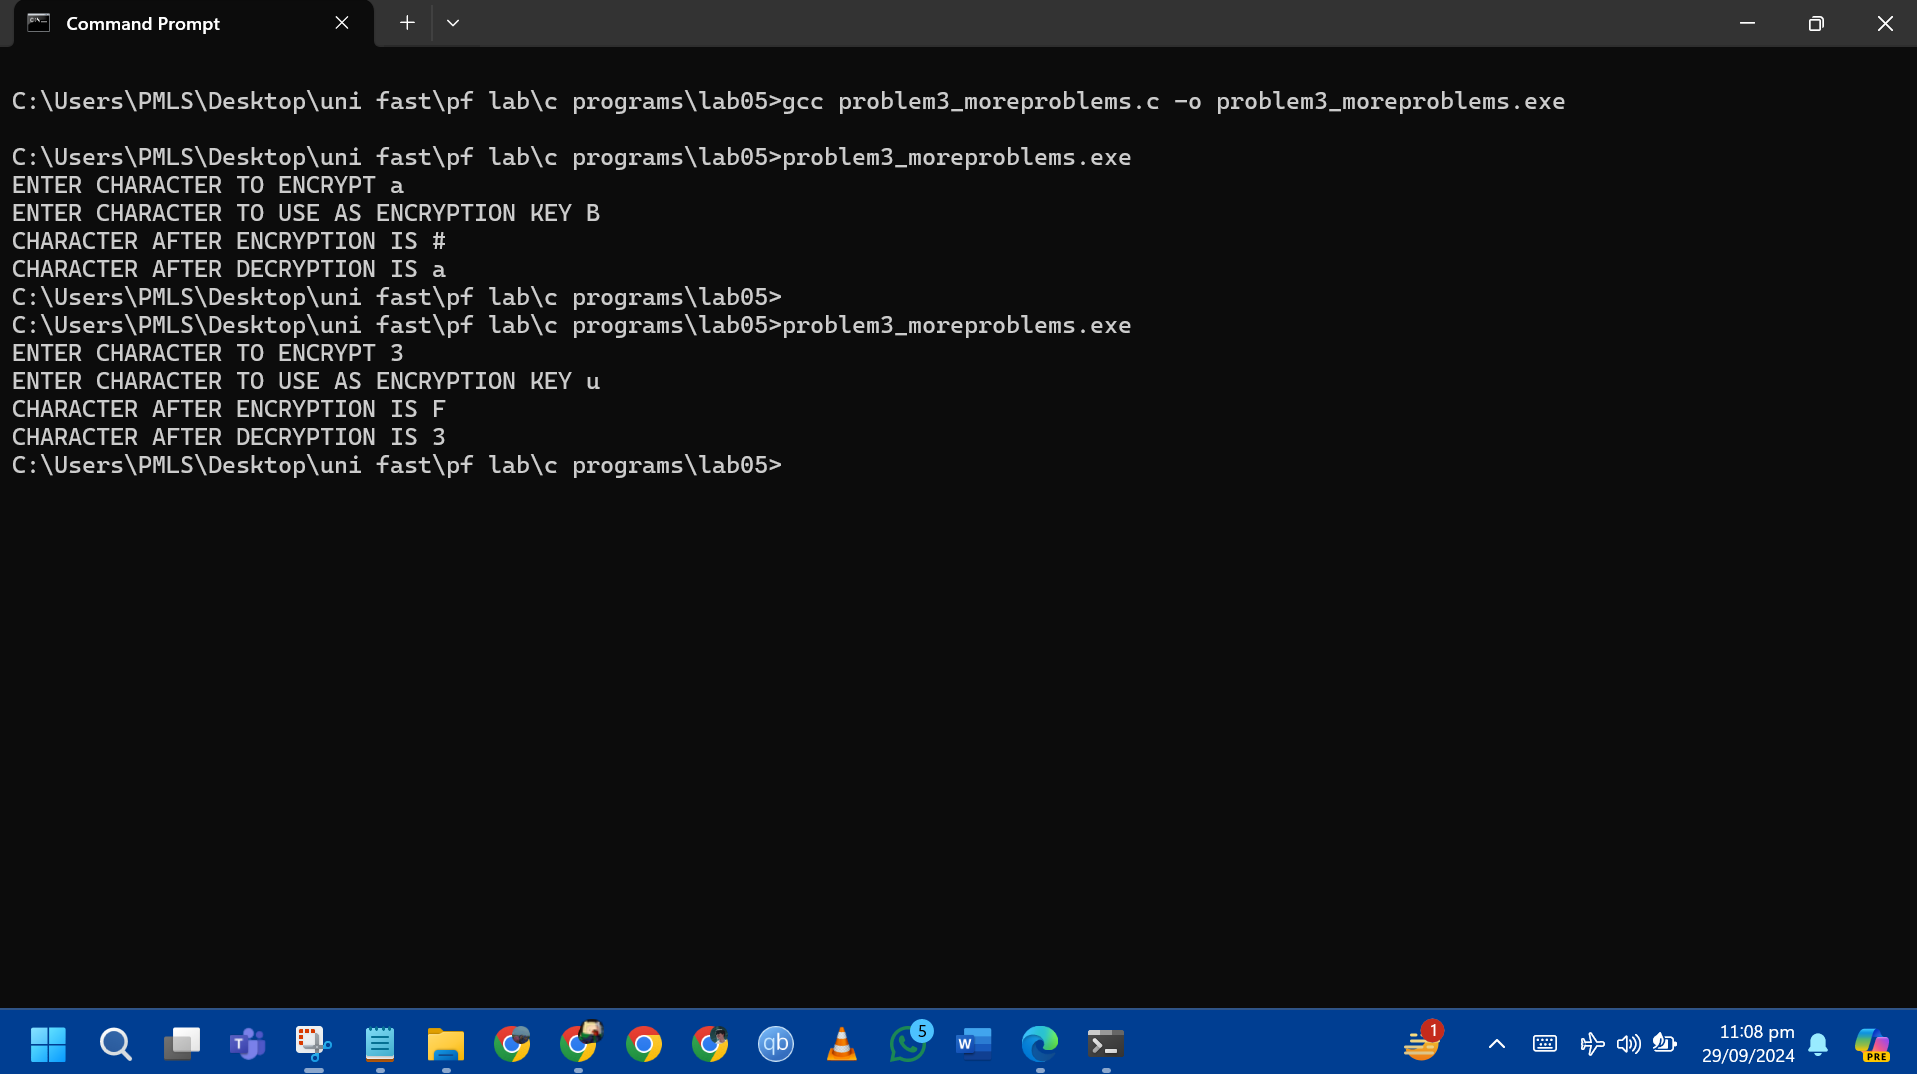 Command Prompt
C:\Users\PMLS\Desktop\uni fast\pf lab\c programs\lab05>gcc problem3_moreproblems.c -o problem3_moreproblems.exe
C:\Users\PMLS\Desktop\uni fast\pf lab\c programs\lab05>problem3_moreproblems.exe
ENTER CHARACTER TO ENCRYPT a
ENTER CHARACTER TO USE AS ENCRYPTION KEY B
CHARACTER AFTER ENCRYPTION IS #
CHARACTER AFTER DECRYPTION IS a
C:\Users\PMLS\Desktop\uni fast\pf lab\c programs\lab05>
C:\Users\PMLS\Desktop\uni fast\pf lab\c programs\lab05>problem3_moreproblems.exe
ENTER CHARACTER TO ENCRYPT 3
ENTER CHARACTER TO USE AS ENCRYPTION KEY u
CHARACTER AFTER ENCRYPTION IS F
CHARACTER AFTER DECRYPTION IS 3
C:\Users\PMLS\Desktop\uni fast\pf lab\c programs\lab05>
T
qb
5
W
1
11:08 pm
29/09/2024
PRE